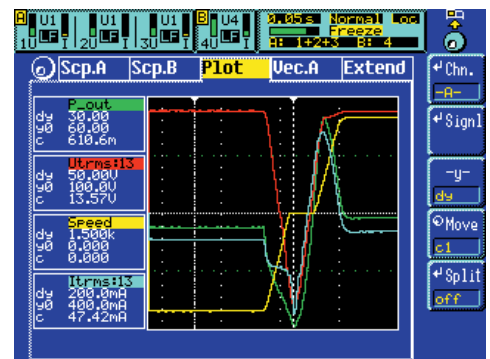 A U1 U1 U1 B U4 0.05s Normal Loc
LF LF LF LF Freeze
1U I 2U I 3U I 4U I A: 1+2+3 B: 4
Scp.A Scp.B Plot Vec.A Extend
Chn.
-A-
P_out
dy 30.00
y0 60.00
c 610.6m
Signl
Utrms:13
dy 50.00V
y0 100.0V
c 13.57V
-y-
dy
Speed
dy 1.500k
y0 0.000
c 0.000
Move
c1
Itrms:13
dy 200.0mA
y0 400.0mA
c 47.42mA
Split
off